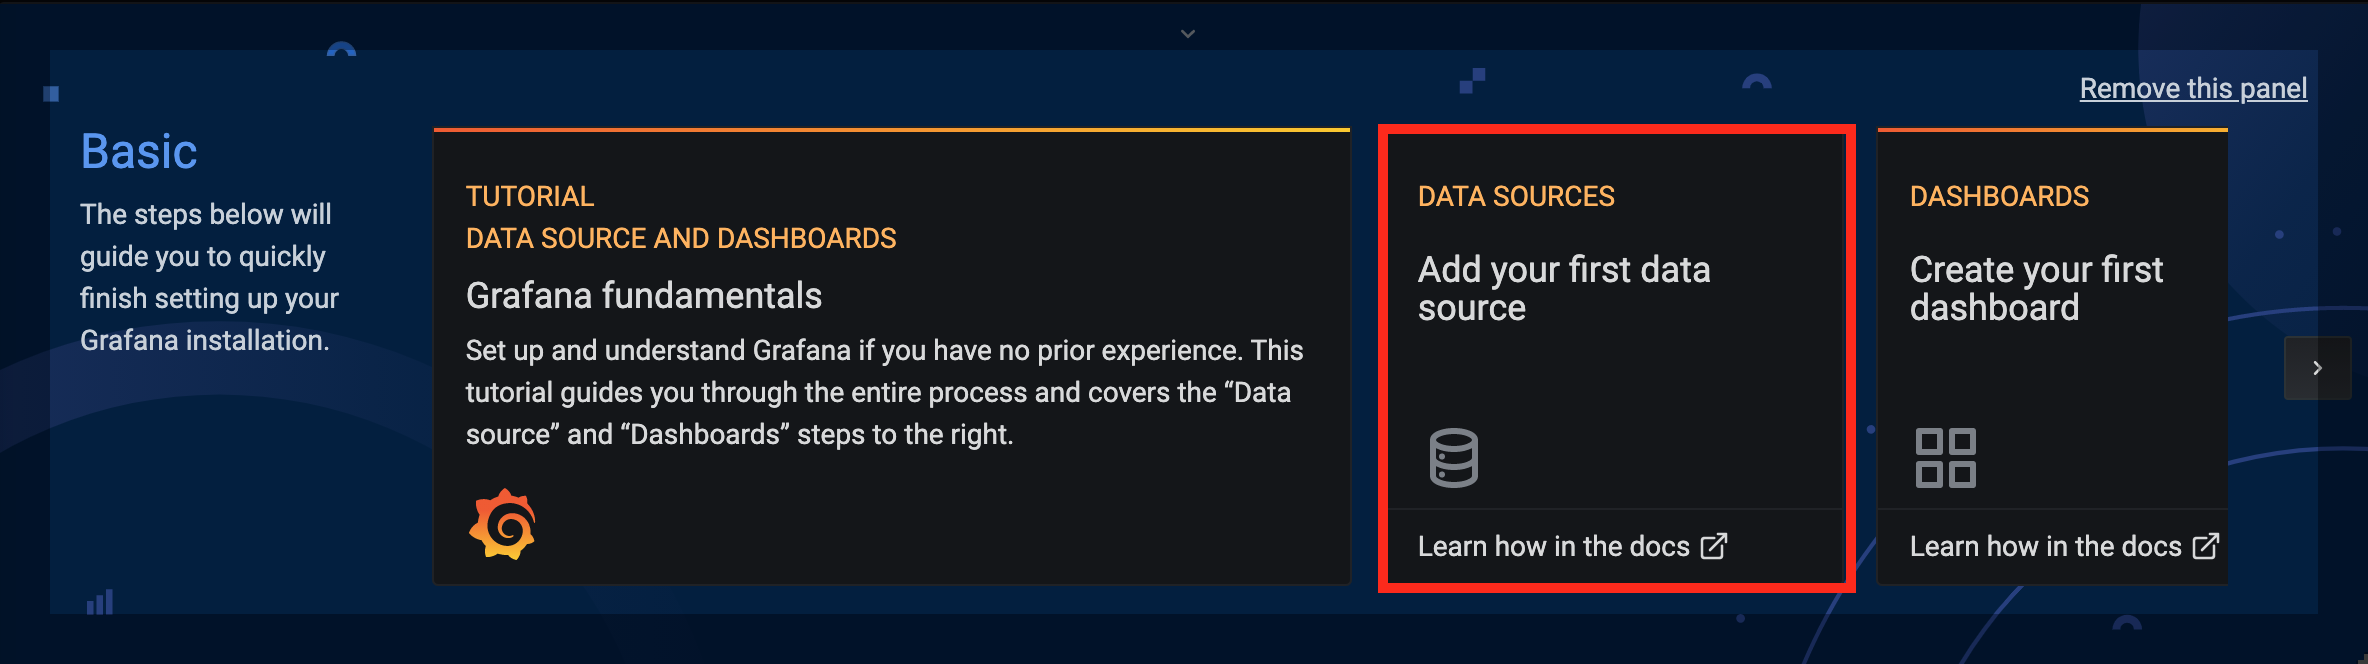 Remove this panel
Basic
The steps below will
guide you to quickly
finish setting up your
Grafana installation.
TUTORIAL
DATA SOURCE AND DASHBOARDS
Grafana fundamentals
Set up and understand Grafana if you have no prior experience. This
tutorial guides you through the entire process and covers the “Data
source” and “Dashboards” steps to the right.
DATA SOURCES
Add your first data
source
Learn how in the docs
DASHBOARDS
Create your first
dashboard
Learn how in the docs